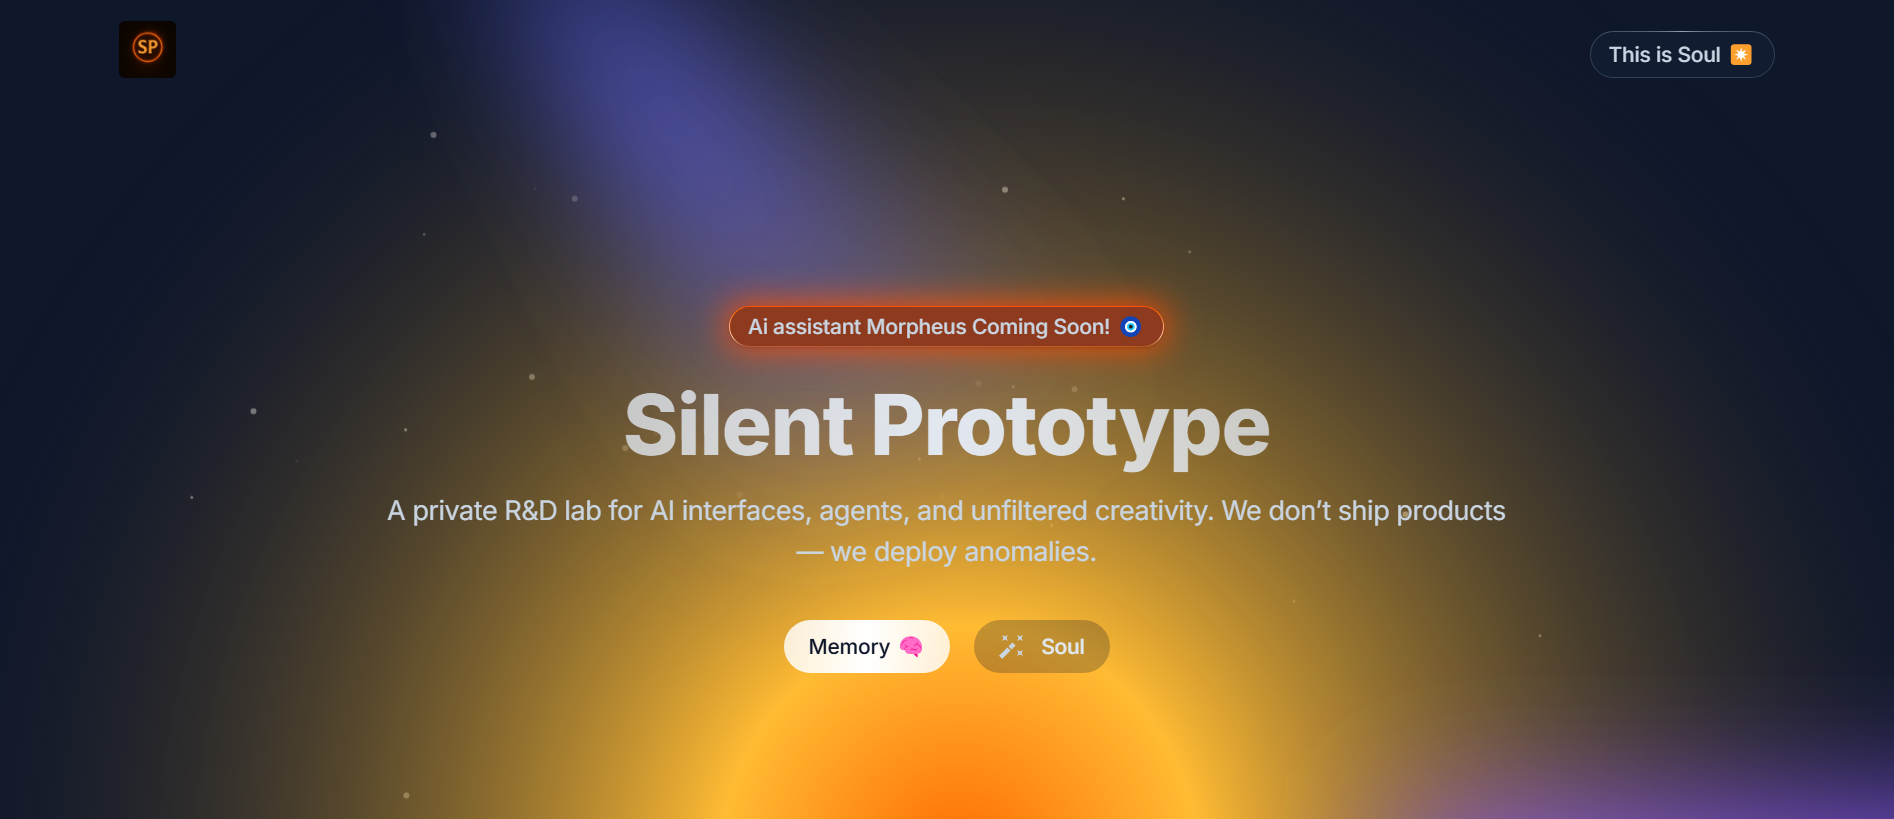 SP
This is Soul ✴️
Ai assistant Morpheus Coming Soon! 🧿
Silent Prototype
A private R&D lab for AI interfaces, agents, and unfiltered creativity. We don’t ship products
— we deploy anomalies.
Memory 🧠
Soul